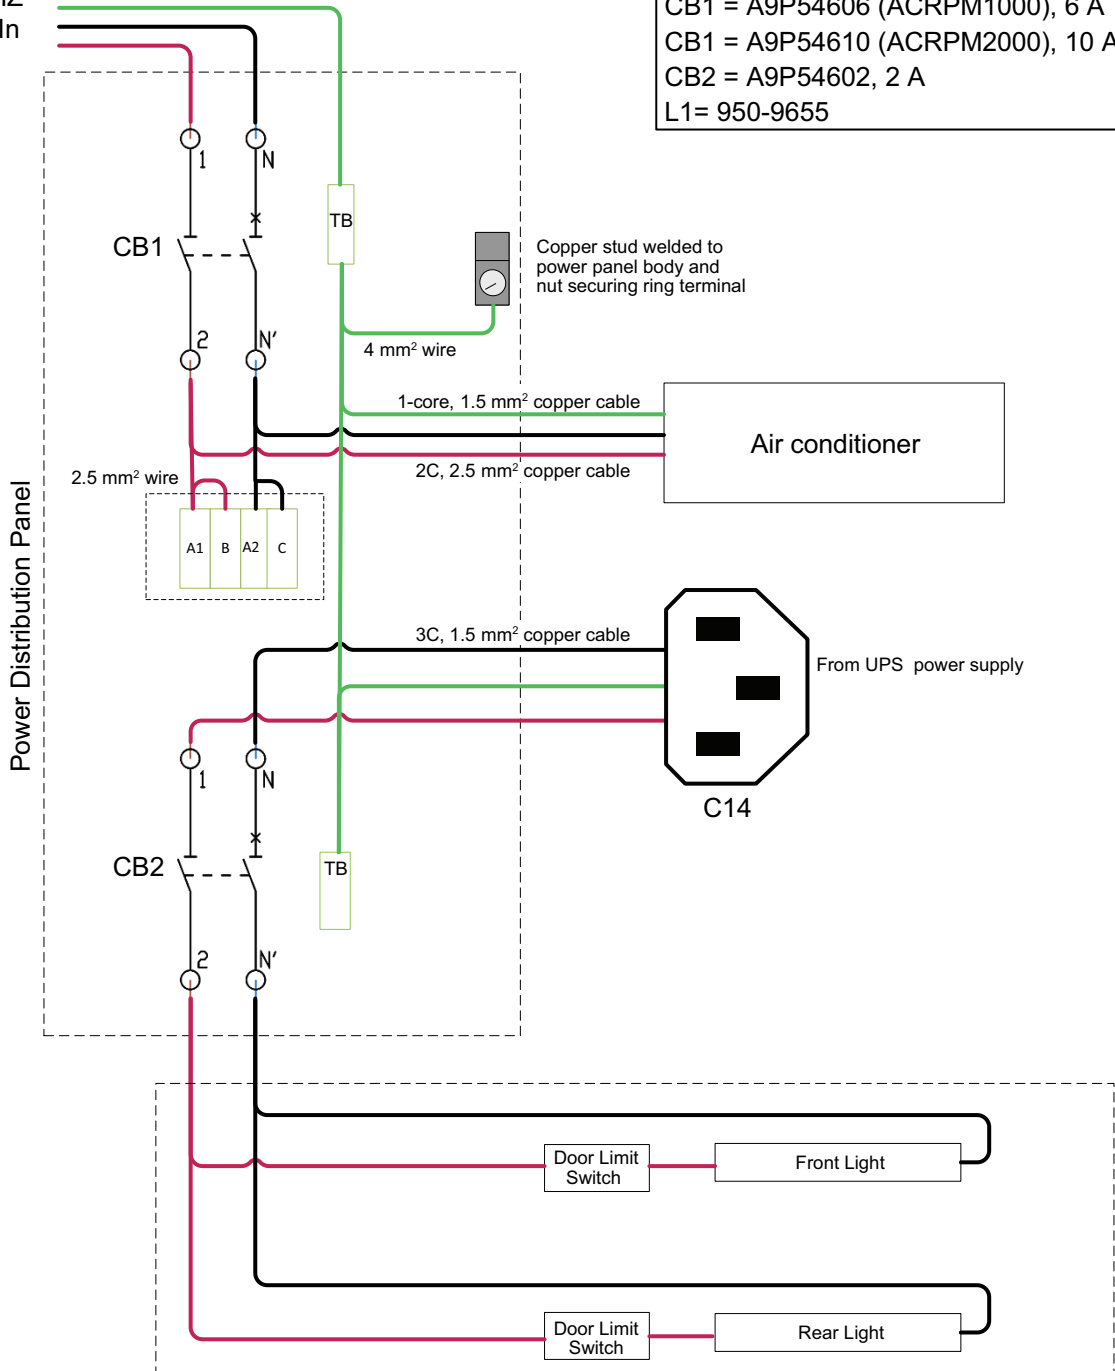 In
CB1 = A9P54606 (ACRPM1000), 6 A
CB1 = A9P54610 (ACRPM2000), 10 A
CB2 = A9P54602, 2 A
L1= 950-9655
1
N
TB
CB1
Copper stud welded to
power panel body and
nut securing ring terminal
2
N'
4 mm² wire
1-core, 1.5 mm² copper cable
Air conditioner
2C, 2.5 mm² copper cable
2.5 mm² wire
A1
B
A2
C
Power Distribution Panel
3C, 1.5 mm² copper cable
From UPS power supply
1
N
C14
CB2
TB
2
N'
Door Limit
Switch
Front Light
Door Limit
Switch
Rear Light